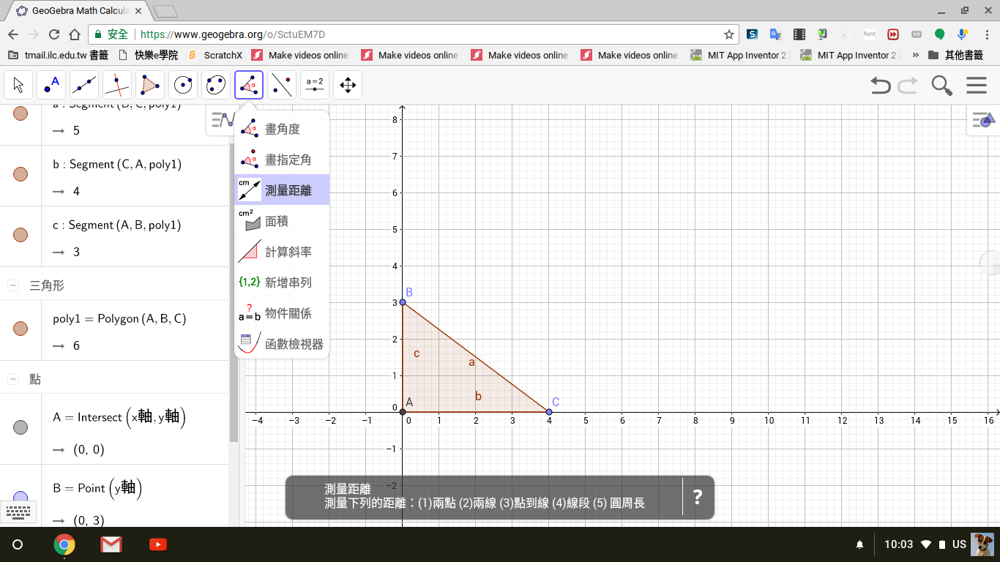 GeoGebra Math Calcula
安全 https://www.geogebra.org/o/SctuEM7D
font
HD
tmail.ilc.edu.tw 書籤 快樂e學院 ScratchX Make videos online Make videos online Make videos online Make videos online MIT App Inventor 2 MIT App Inventor 2 » 其他書籤
A
α
a=2
a : Segment (B, C, poly1)
→ 5
b : Segment (C, A, poly1)
→ 4
c : Segment (A, B, poly1)
→ 3
三角形
poly1 = Polygon (A, B, C)
→ 6
點
A = Intersect (x軸, y軸)
→ (0, 0)
B = Point (y軸)
→ (0, 3)
α 畫角度
α 畫指定角
cm 測量距離
cm² 面積
計算斜率
{1,2} 新增串列
? a=b 物件關係
函數檢視器
8
7
6
5
4
3
2
1
0
−1
−2
B
c
a
b
A
C
−4 −3 −2 −1 0 1 2 3 4 5 6 7 8 9 10 11 12 13 14 15 16
測量距離
測量下列的距離：(1)兩點 (2)兩線 (3)點到線 (4)線段 (5) 圓周長
?
10:03 US